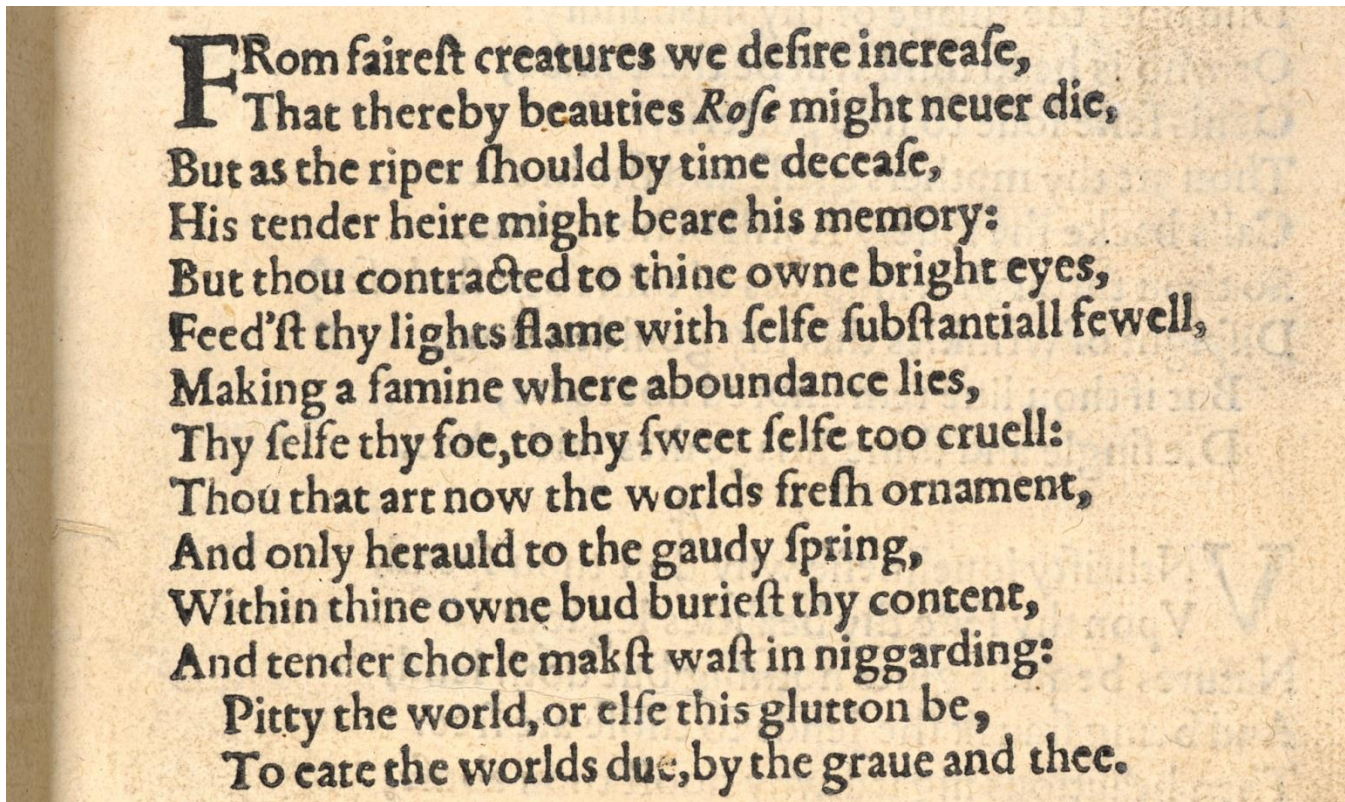 FRom faireſt creatures we deſire increaſe,
That thereby beauties Roſe might neuer die,
But as the riper ſhould by time deceaſe,
His tender heire might beare his memory:
But thou contracted to thine owne bright eyes,
Feed'ſt thy lights flame with ſelfe ſubſtantiall fewell,
Making a famine where aboundance lies,
Thy ſelfe thy foe,to thy ſweet ſelfe too cruell:
Thou that art now the worlds freſh ornament,
And only herauld to the gaudy ſpring,
Within thine owne bud burieſt thy content,
And tender chorle makſt waſt in niggarding:
Pitty the world,or elſe this glutton be,
To eate the worlds due,by the graue and thee.